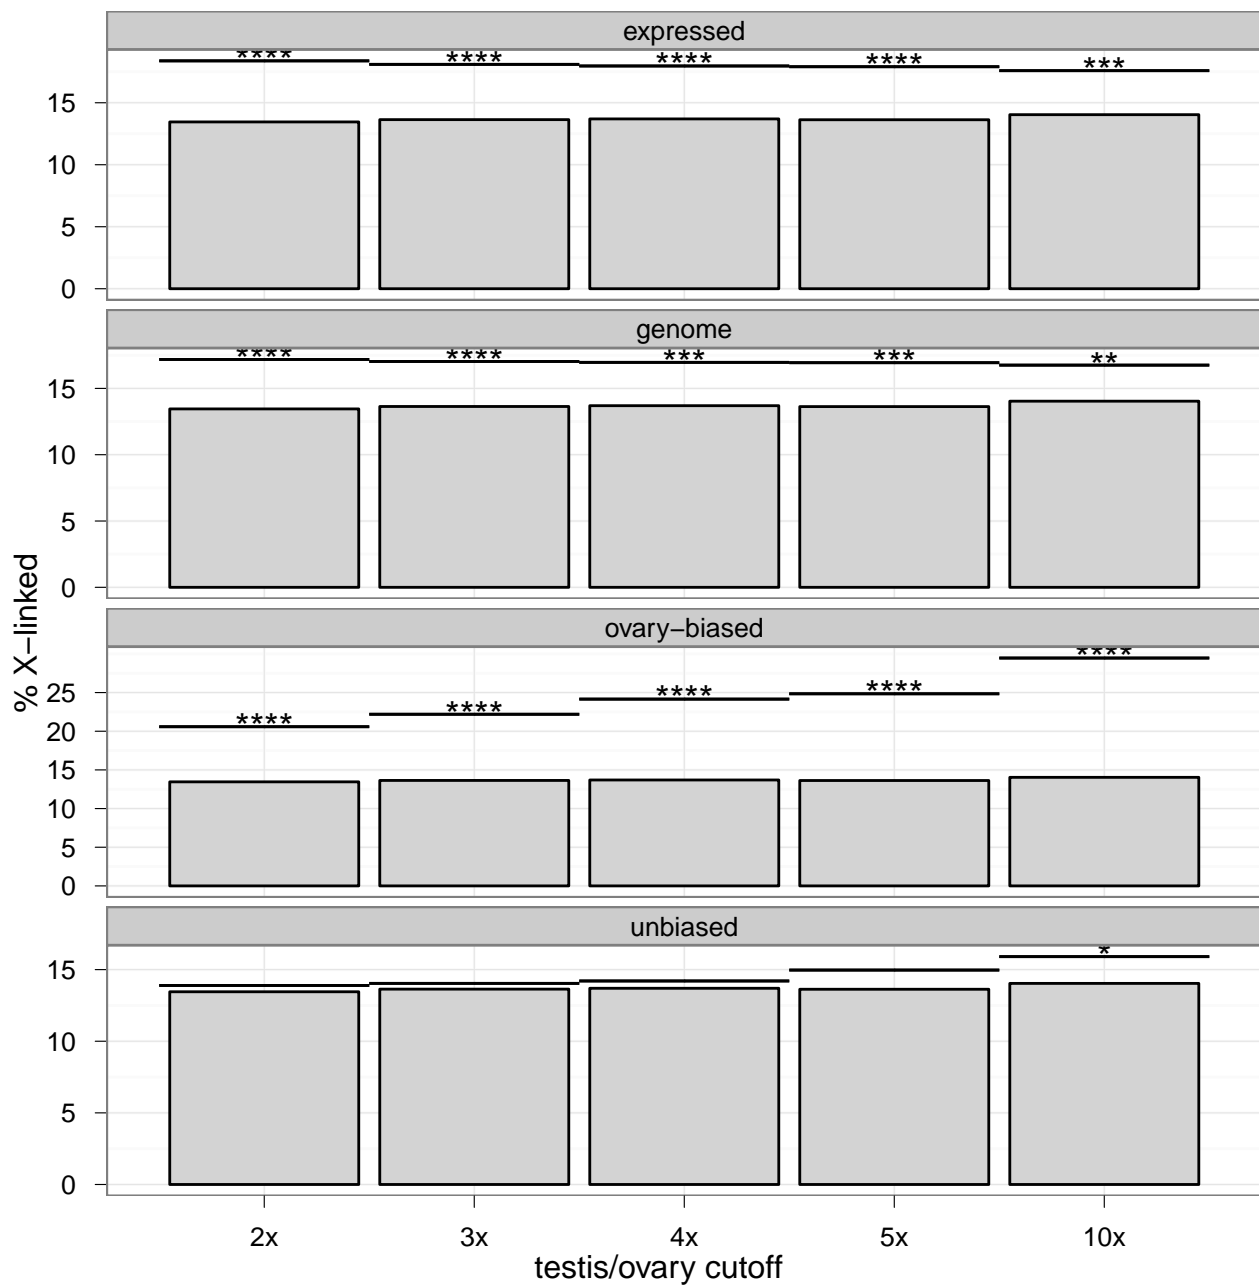 expressed
**** **** **** **** ***
15
10
5
0
genome
**** **** *** *** **
15
10
5
0
ovary−biased
**** **** **** **** ****
25
20
15
10
5
0
unbiased
*
15
10
5
0
% X−linked
2x 3x 4x 5x 10x
testis/ovary cutoff